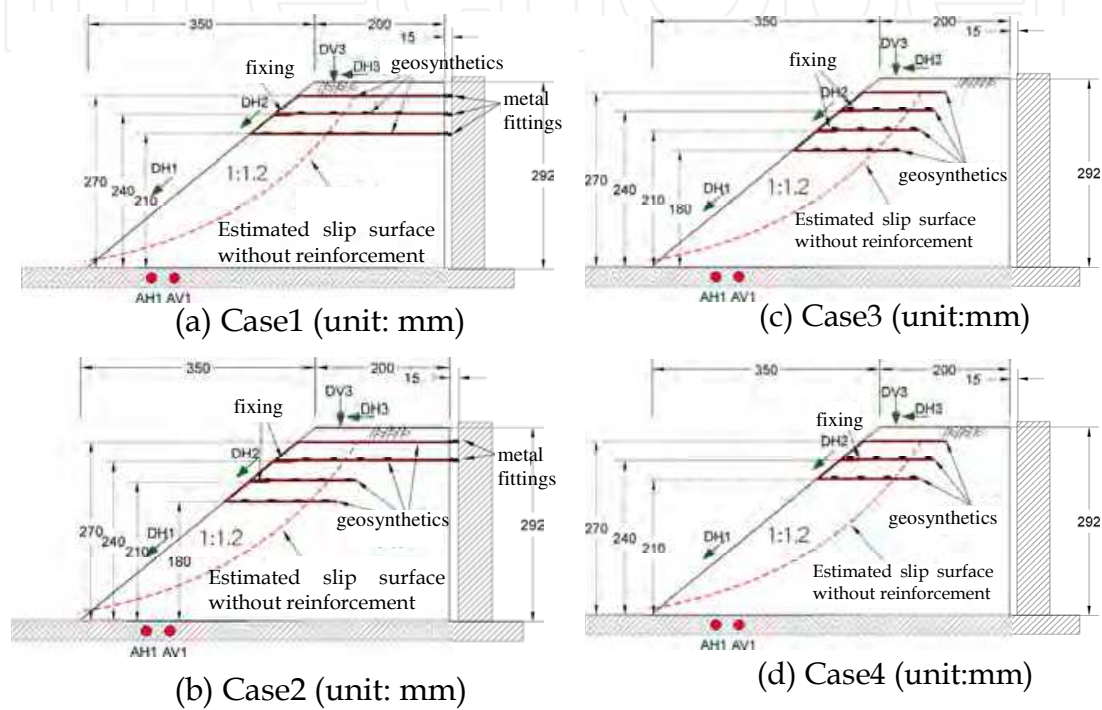 350
200
15
DV3
DH3
geosynthetics
fixing
DH2
metal
fittings
DH1
1:1.2
270
240
210
292
Estimated slip surface
without reinforcement
AH1 AV1
(a) Case1 (unit: mm)
350
200
15
DV3
DH3
fixing
DH2
metal
fittings
geosynthetics
DH1
1:1.2
270
240
210
180
292
Estimated slip surface
without reinforcement
AH1 AV1
(b) Case2 (unit: mm)
350
200
15
DV3
DH3
fixing
DH2
geosynthetics
DH1
1:1.2
270
240
210
180
292
Estimated slip surface
without reinforcement
AH1 AV1
(c) Case3 (unit:mm)
350
200
15
DV3
DH3
fixing
DH2
geosynthetics
DH1
1:1.2
270
240
210
292
Estimated slip surface
without reinforcement
AH1 AV1
(d) Case4 (unit:mm)